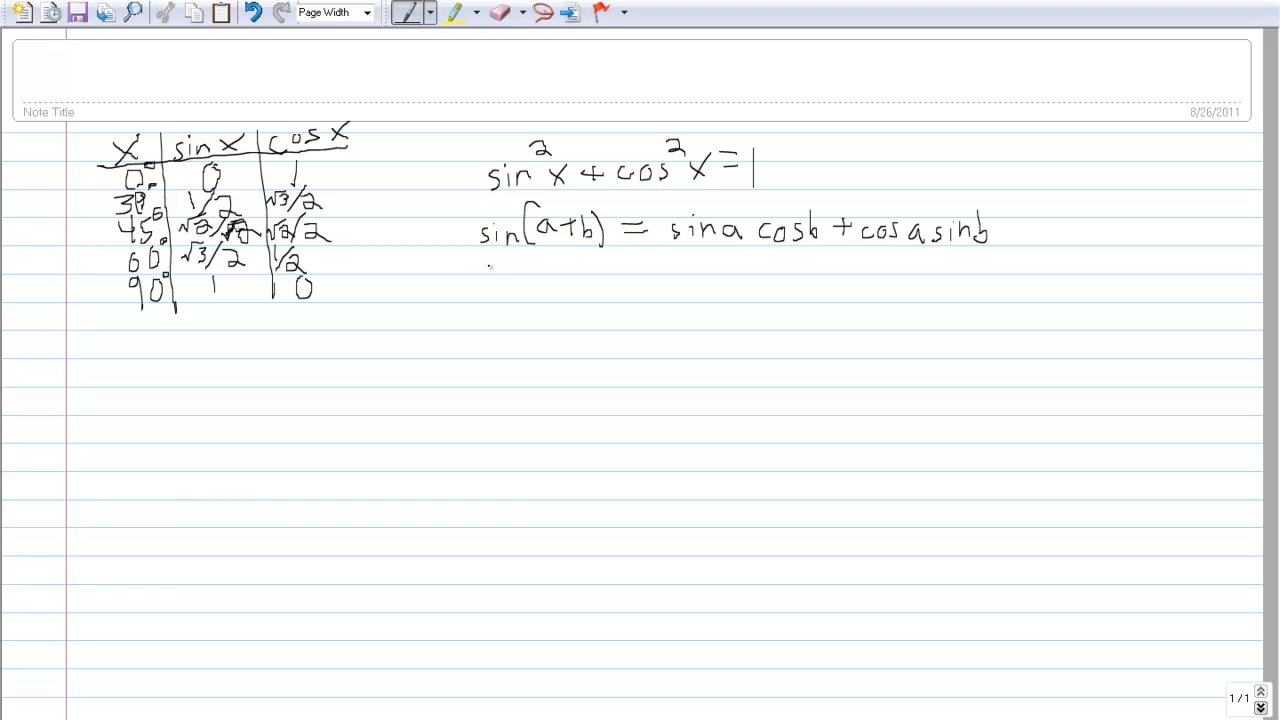 Page Width
Note Title
8/26/2011
x sin x cos x
0° 0 1
30° 1/2 √3/2
45° √2/2 √2/2
60° √3/2 1/2
90° 1 0
sin²x + cos²x = 1
sin(a+b) = sin a cos b + cos a sin b
1/1